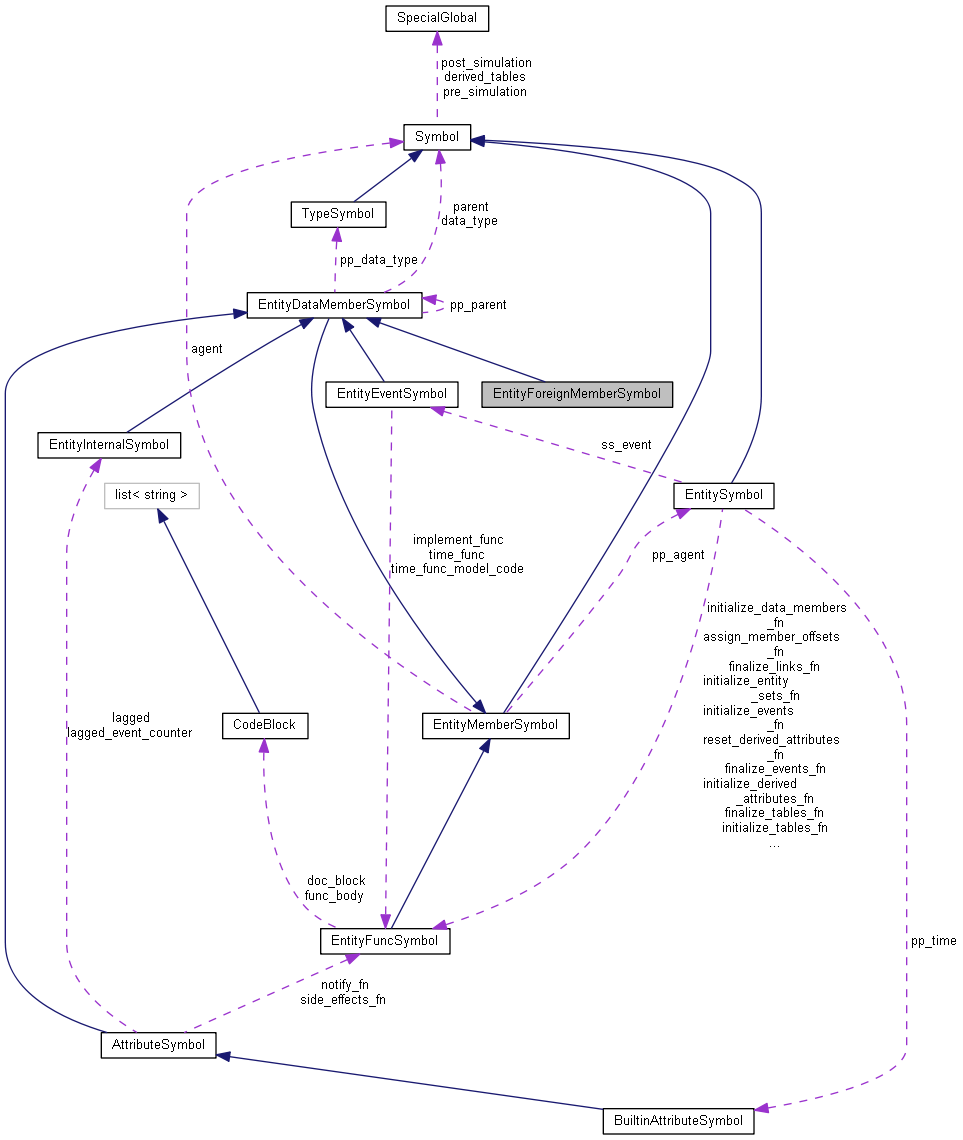 SpecialGlobal
post_simulation
derived_tables
pre_simulation
Symbol
TypeSymbol
parent
data_type
pp_data_type
EntityDataMemberSymbol
pp_parent
agent
EntityEventSymbol
EntityForeignMemberSymbol
EntityInternalSymbol
ss_event
list< string >
EntitySymbol
implement_func
time_func
time_func_model_code
pp_agent
initialize_data_members
_fn
assign_member_offsets
_fn
finalize_links_fn
initialize_entity
_sets_fn
initialize_events
_fn
reset_derived_attributes
_fn
finalize_events_fn
initialize_derived
_attributes_fn
finalize_tables_fn
initialize_tables_fn
...
lagged
lagged_event_counter
CodeBlock
EntityMemberSymbol
doc_block
func_body
EntityFuncSymbol
pp_time
notify_fn
side_effects_fn
AttributeSymbol
BuiltinAttributeSymbol